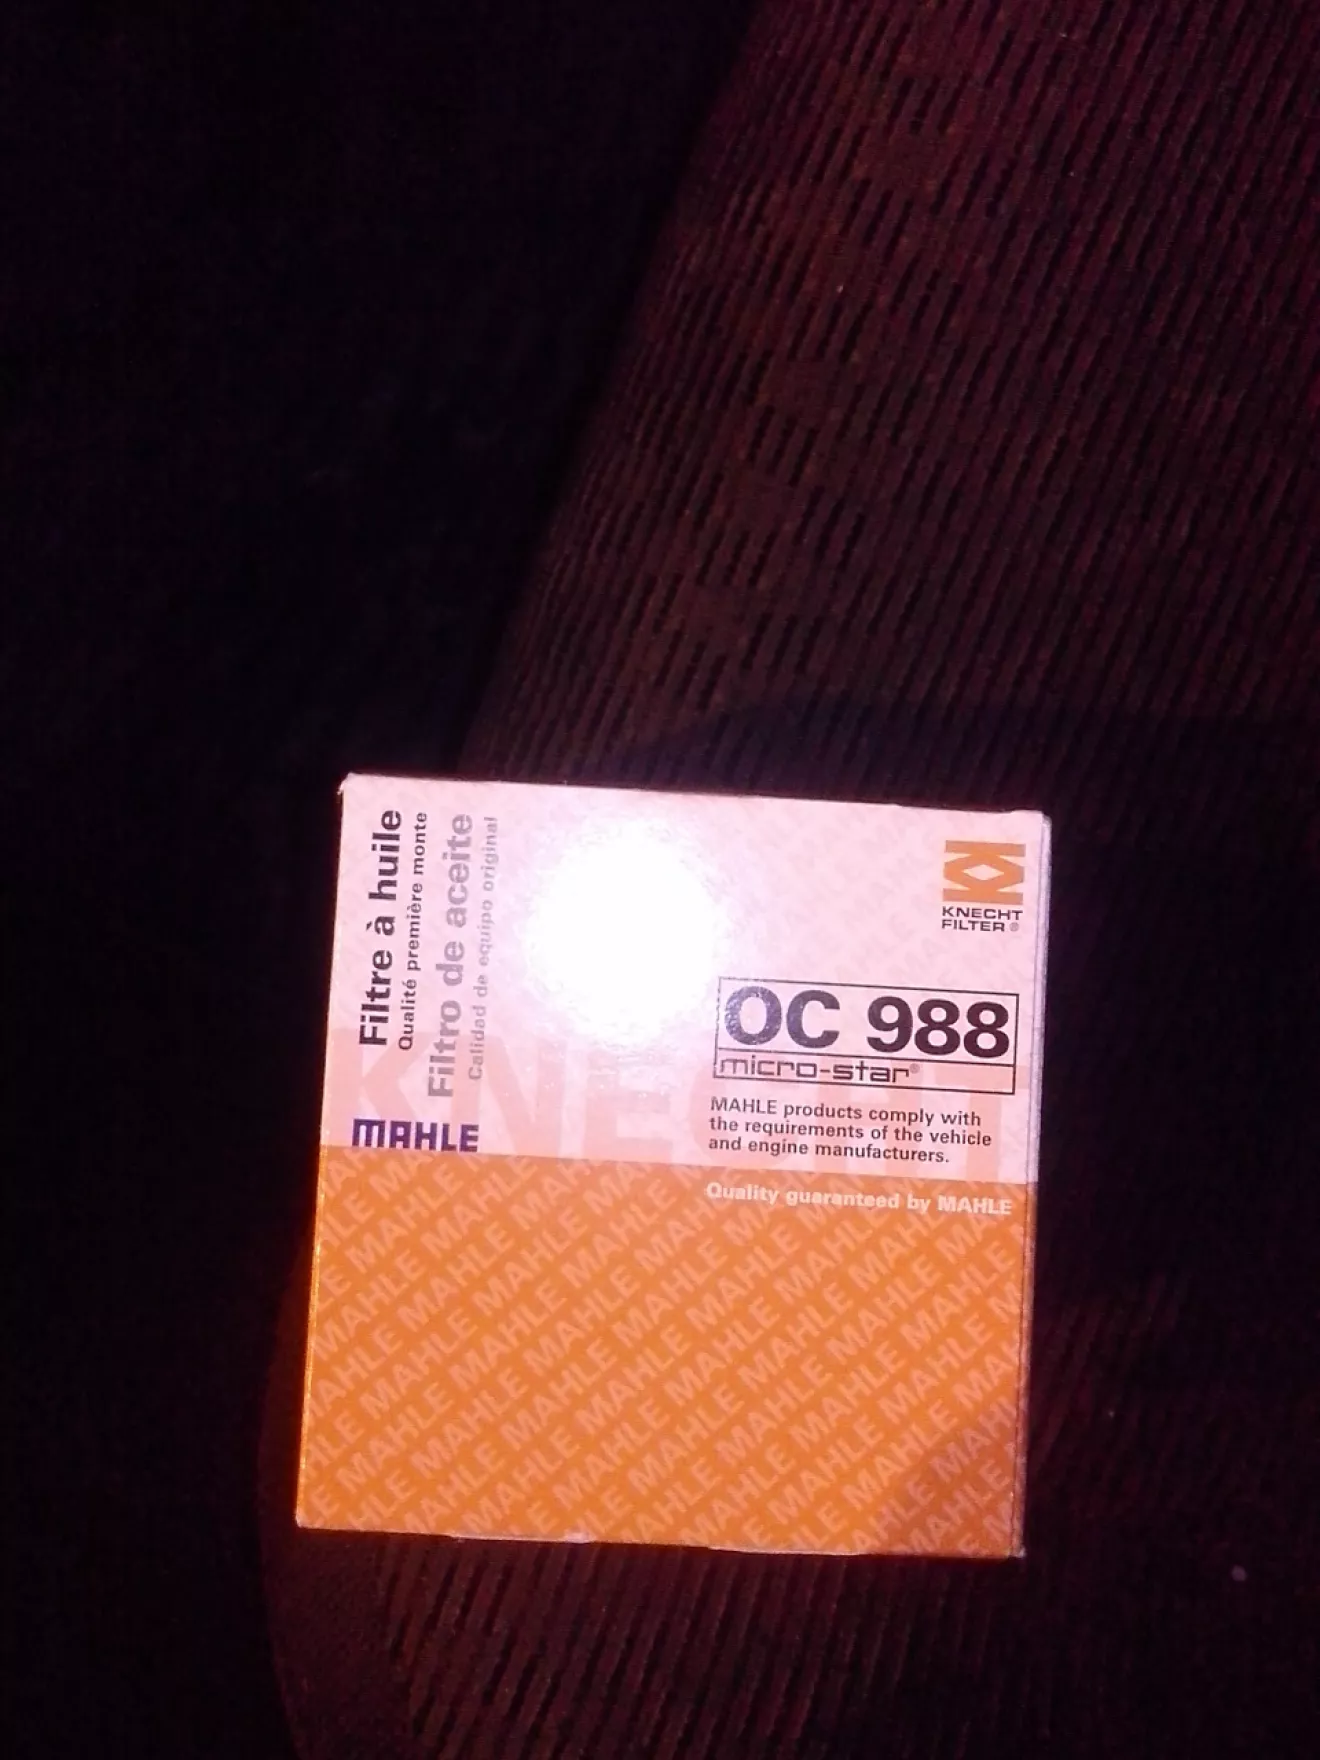 Filtre à huile
Qualité première monte
Filtro de aceite
Calidad de equipo original
KNECHT
FILTER®
OC 988
micro-star®
MAHLE products comply with
the requirements of the vehicle
and engine manufacturers.
MAHLE
KNECHT
Quality guaranteed by MAHLE